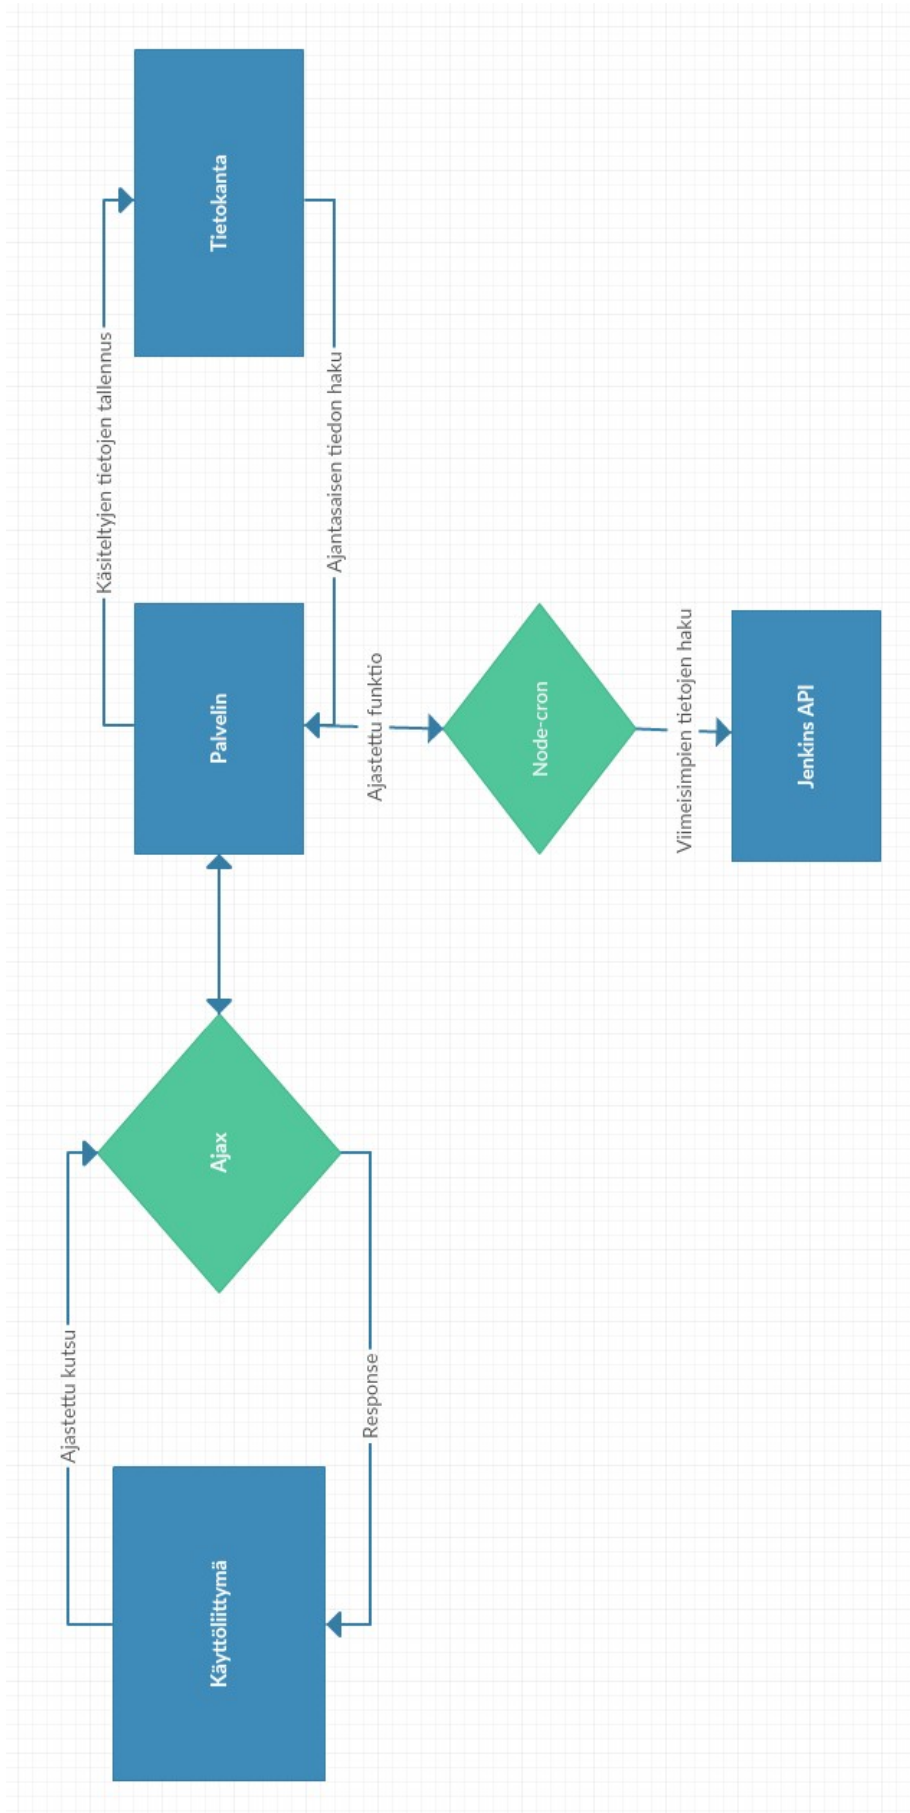 Ajastettu kutsu
Käsiteltyjen tietojen tallennus
Käyttöliittymä
Ajax
Palvelin
Tietokanta
Response
Ajantasaisen tiedon haku
Ajastettu funktio
Node-cron
Viimeisimpien tietojen haku
Jenkins API